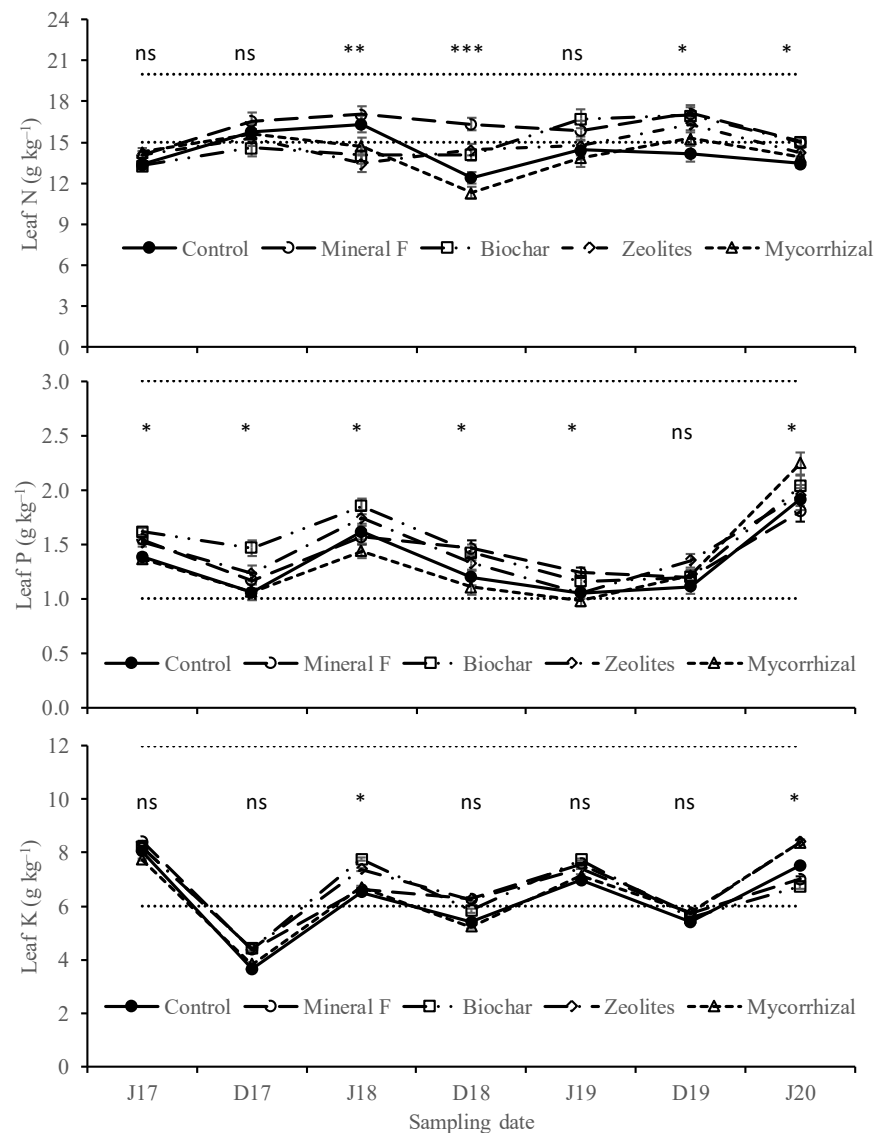 24
21
18
15
12
9
6
3
0
Leaf N (g kg⁻¹)
ns ns ** *** ns * *
Control Mineral F Biochar Zeolites Mycorrhizal
3.0
2.5
2.0
1.5
1.0
0.5
0.0
Leaf P (g kg⁻¹)
* * * * * ns *
Control Mineral F Biochar Zeolites Mycorrhizal
12
10
8
6
4
2
0
Leaf K (g kg⁻¹)
ns ns * ns ns ns *
Control Mineral F Biochar Zeolites Mycorrhizal
J17 D17 J18 D18 J19 D19 J20
Sampling date